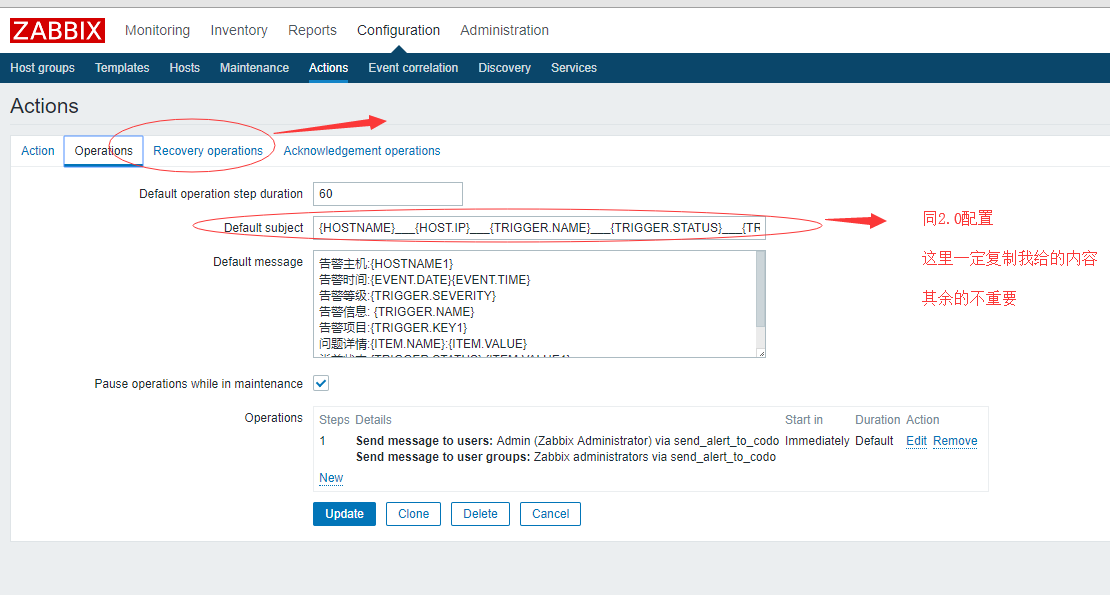 ZABBIX Monitoring Inventory Reports Configuration Administration
Host groups Templates Hosts Maintenance Actions Event correlation Discovery Services
Actions
Action Operations Recovery operations Acknowledgement operations
Default operation step duration 60
Default subject {HOSTNAME}___{HOST.IP}___{TRIGGER.NAME}___{TRIGGER.STATUS}___{TR
同2.0配置
这里一定复制我给的内容
其余的不重要
Default message 告警主机:{HOSTNAME1}
告警时间:{EVENT.DATE}{EVENT.TIME}
告警等级:{TRIGGER.SEVERITY}
告警信息: {TRIGGER.NAME}
告警项目:{TRIGGER.KEY1}
问题详情:{ITEM.NAME}:{ITEM.VALUE}
Pause operations while in maintenance
Operations Steps Details Start in Duration Action
1 Send message to users: Admin (Zabbix Administrator) via send_alert_to_codo Immediately Default Edit Remove
Send message to user groups: Zabbix administrators via send_alert_to_codo
New
Update Clone Delete Cancel